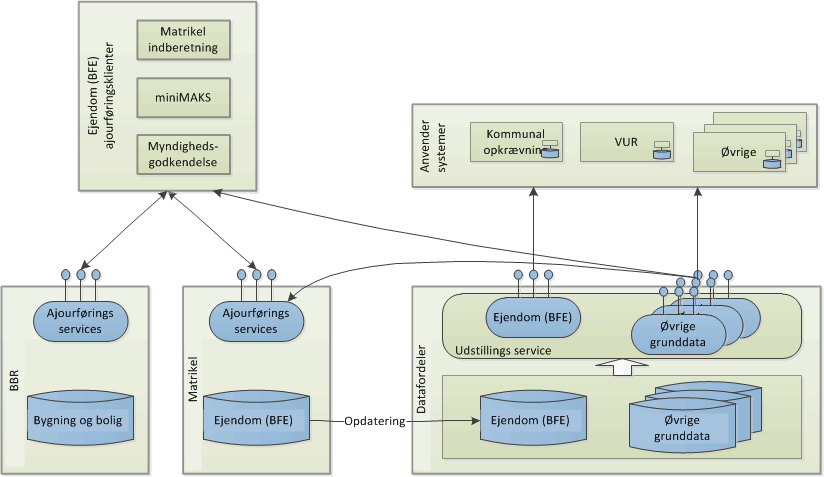 Ejendom (BFE)
ajourføringsklienter
Matrikel
indberetning
miniMAKS
Myndigheds-
godkendelse
Anvender
systemer
Kommunal
opkrævning
VUR
Øvrige
BBR
Ajourførings
services
Bygning og bolig
Matrikel
Ajourførings
services
Ejendom (BFE)
Opdatering
Datafordeler
Ejendom (BFE)
Øvrige
grunddata
Udstillings service
Ejendom (BFE)
Øvrige
grunddata